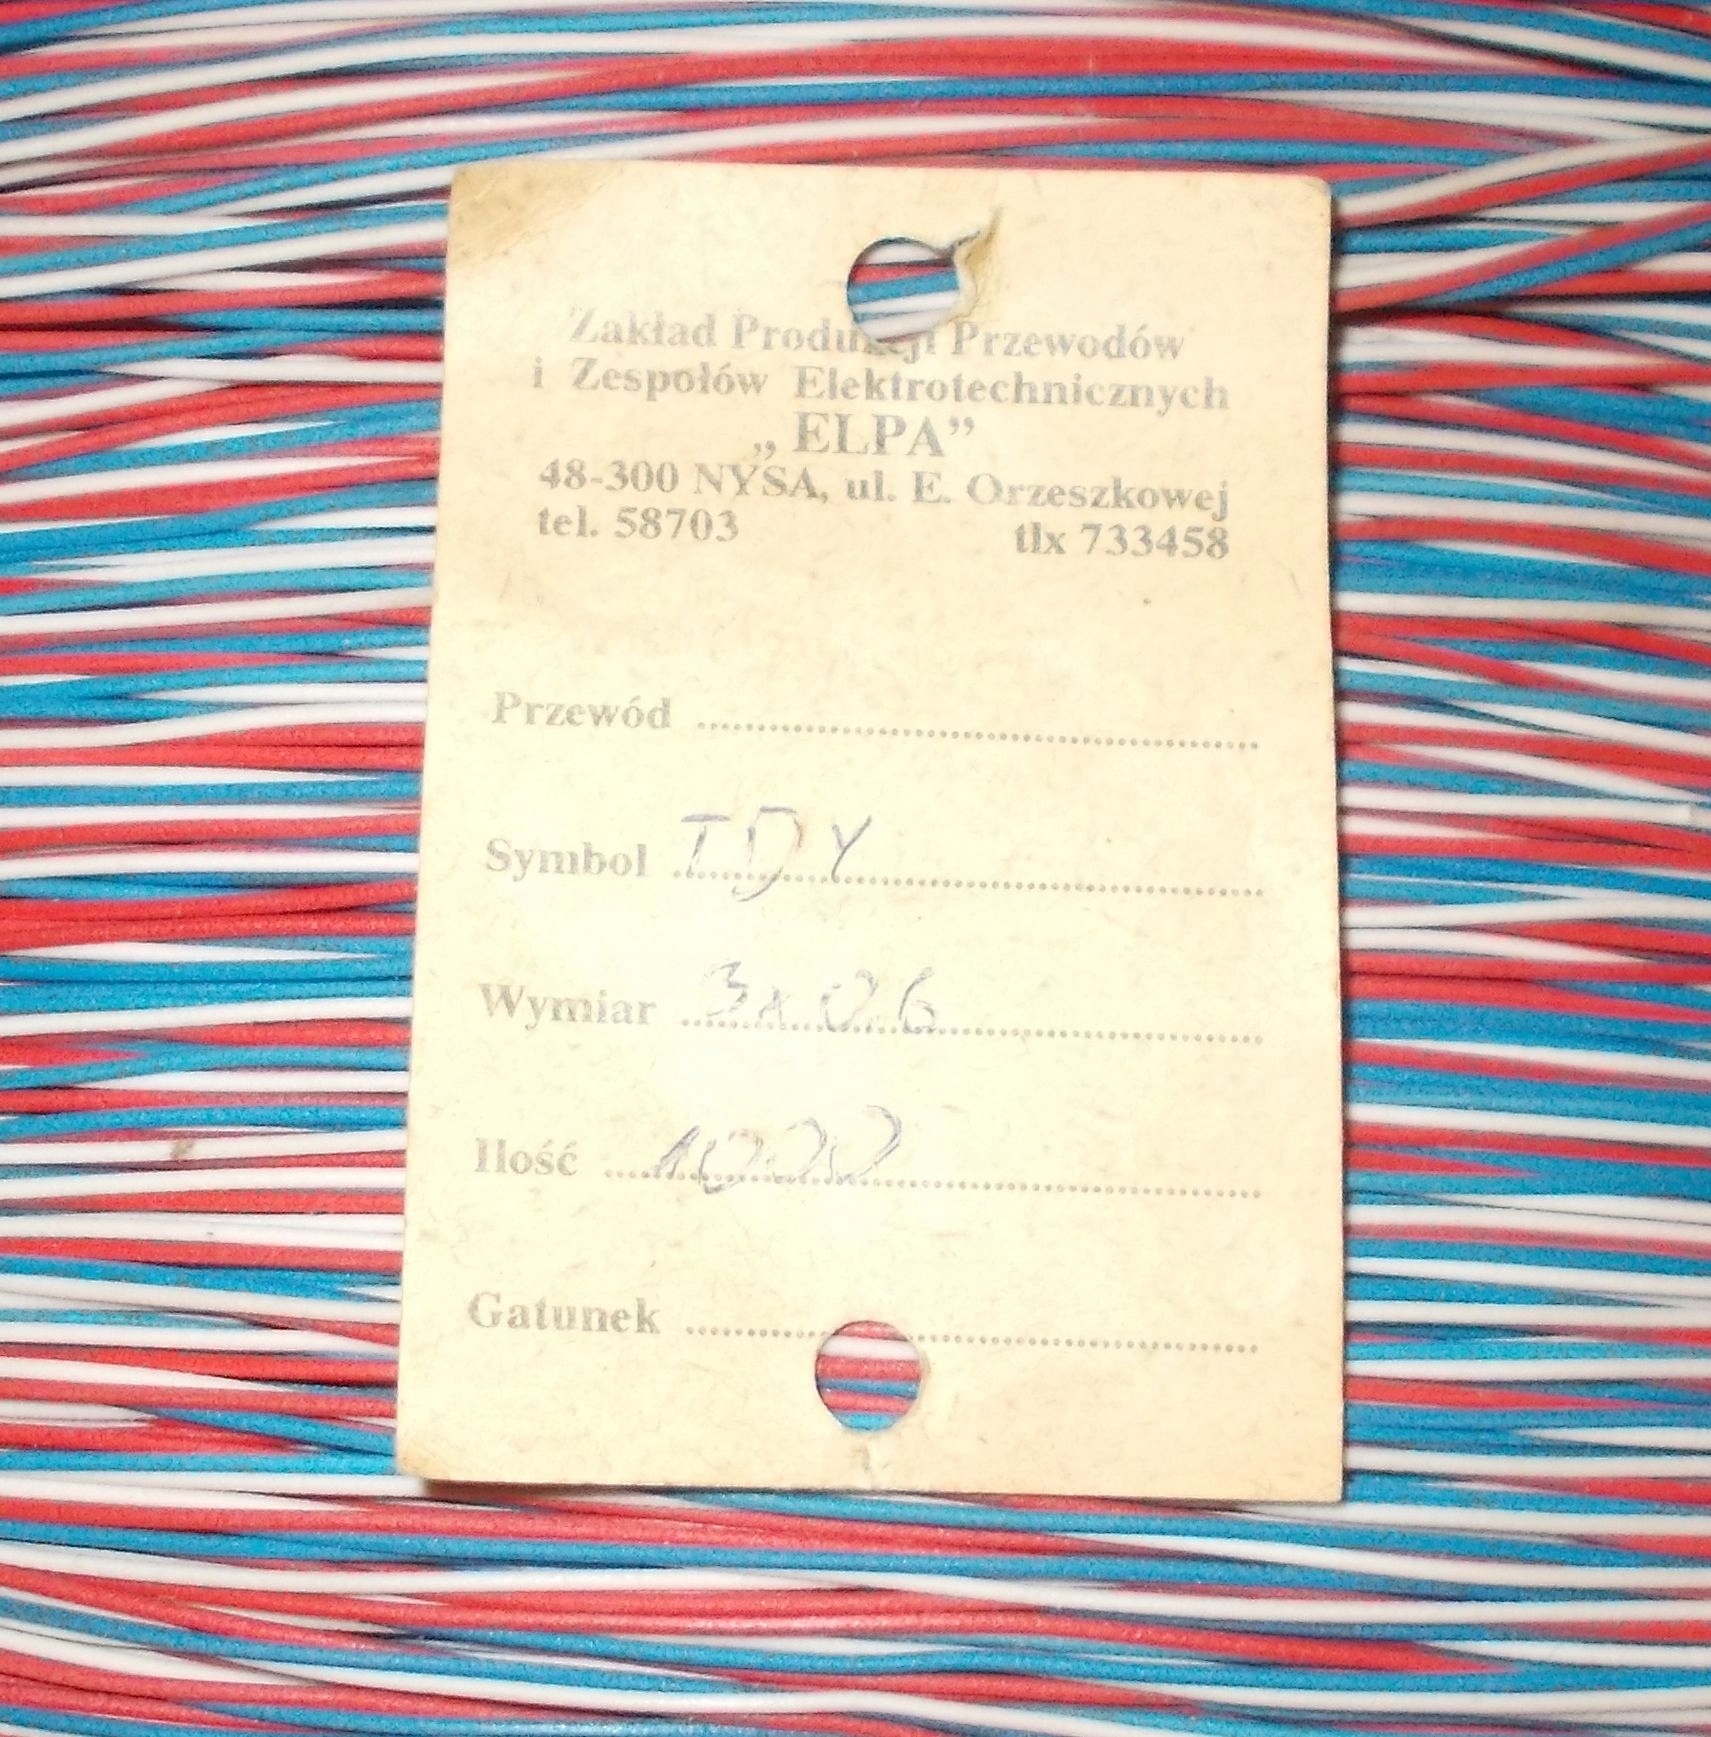 Zakład Produkcji Przewodów
i Zespołów Elektrotechnicznych
„ELPA”
48-300 NYSA, ul. E. Orzeszkowej
tel. 58703 tlx 733458
Przewód
Symbol TDY
Wymiar 3x0.6
Ilość 1000
Gatunek